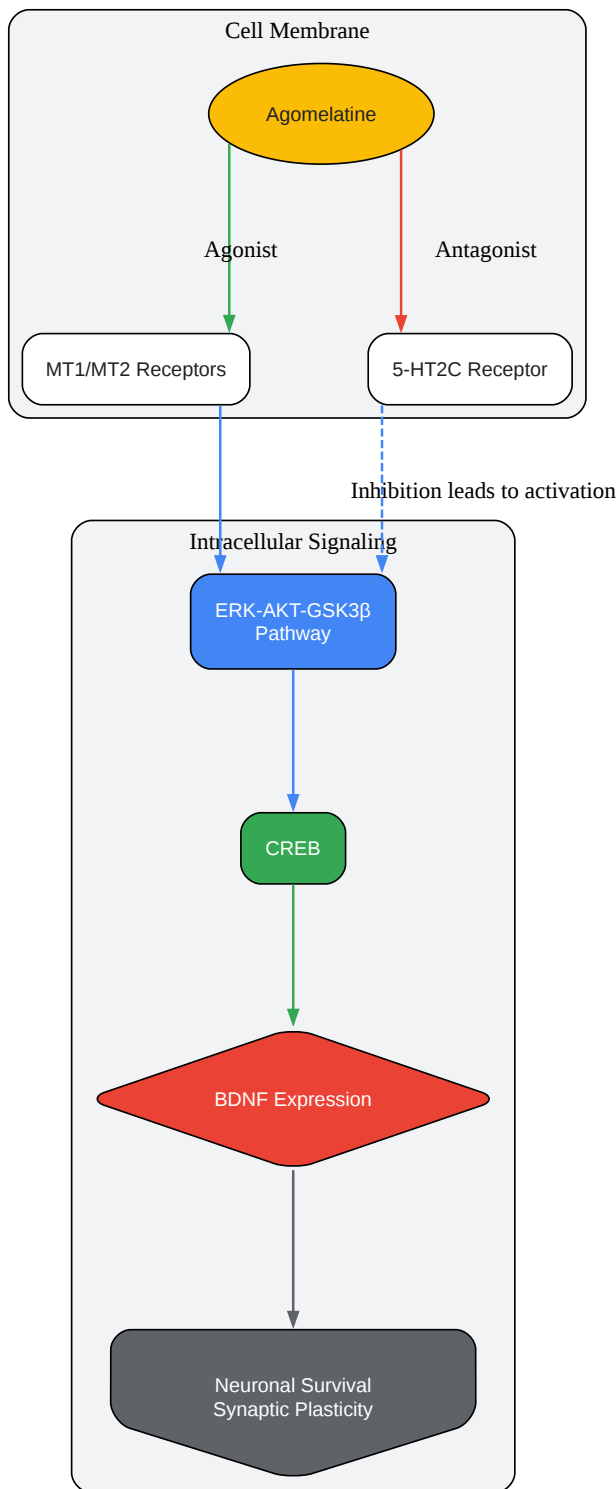 Cell Membrane
Agomelatine
Agonist
Antagonist
MT1/MT2 Receptors
5-HT2C Receptor
Inhibition leads to activation
Intracellular Signaling
ERK-AKT-GSK3β
Pathway
CREB
BDNF Expression
Neuronal Survival
Synaptic Plasticity